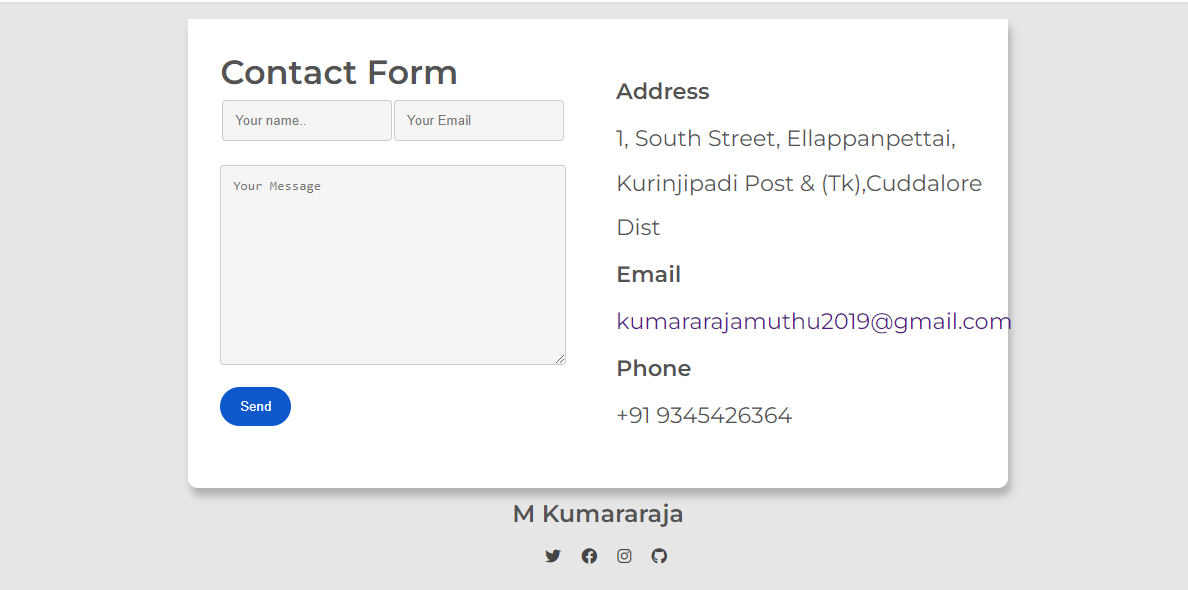 Contact Form
Your name..
Your Email
Your Message
Send
Address
1, South Street, Ellappanpettai,
Kurinjipadi Post & (Tk),Cuddalore
Dist
Email
kumararajamuthu2019@gmail.com
Phone
+91 9345426364
M Kumararaja